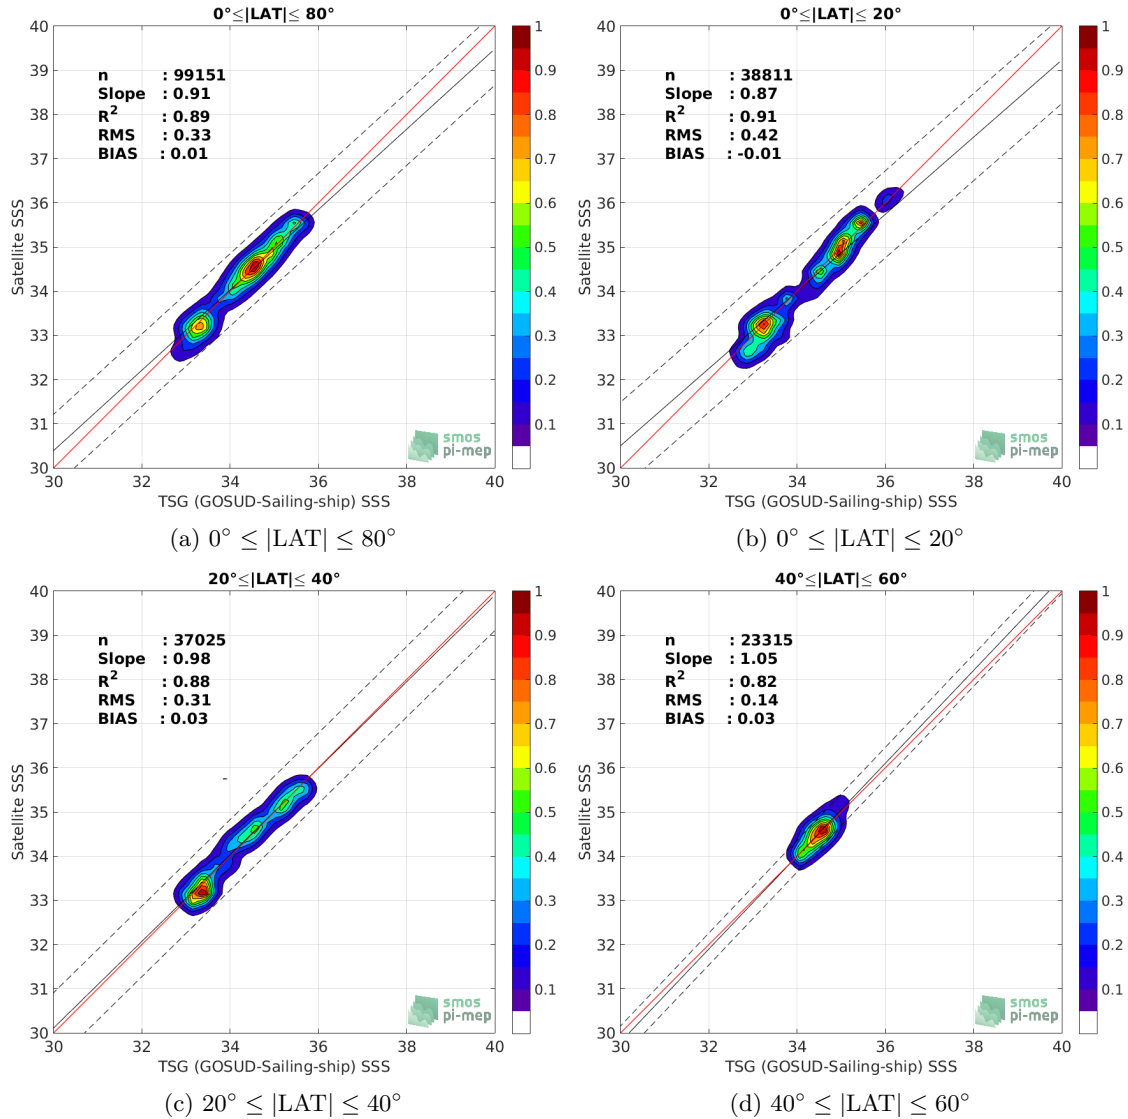 0°≤|LAT|≤ 80°
40
39
38
37
36
35
34
33
32
31
30
Satellite SSS
n : 99151
Slope : 0.91
R² : 0.89
RMS : 0.33
BIAS : 0.01
smos
pi-mep
30 32 34 36 38 40
TSG (GOSUD-Sailing-ship) SSS
1
0.9
0.8
0.7
0.6
0.5
0.4
0.3
0.2
0.1
(a) 0° ≤ |LAT| ≤ 80°
0°≤|LAT|≤ 20°
40
39
38
37
36
35
34
33
32
31
30
Satellite SSS
n : 38811
Slope : 0.87
R² : 0.91
RMS : 0.42
BIAS : -0.01
smos
pi-mep
30 32 34 36 38 40
TSG (GOSUD-Sailing-ship) SSS
1
0.9
0.8
0.7
0.6
0.5
0.4
0.3
0.2
0.1
(b) 0° ≤ |LAT| ≤ 20°
20°≤|LAT|≤ 40°
40
39
38
37
36
35
34
33
32
31
30
Satellite SSS
n : 37025
Slope : 0.98
R² : 0.88
RMS : 0.31
BIAS : 0.03
smos
pi-mep
30 32 34 36 38 40
TSG (GOSUD-Sailing-ship) SSS
1
0.9
0.8
0.7
0.6
0.5
0.4
0.3
0.2
0.1
(c) 20° ≤ |LAT| ≤ 40°
40°≤|LAT|≤ 60°
40
39
38
37
36
35
34
33
32
31
30
Satellite SSS
n : 23315
Slope : 1.05
R² : 0.82
RMS : 0.14
BIAS : 0.03
smos
pi-mep
30 32 34 36 38 40
TSG (GOSUD-Sailing-ship) SSS
1
0.9
0.8
0.7
0.6
0.5
0.4
0.3
0.2
0.1
(d) 40° ≤ |LAT| ≤ 60°